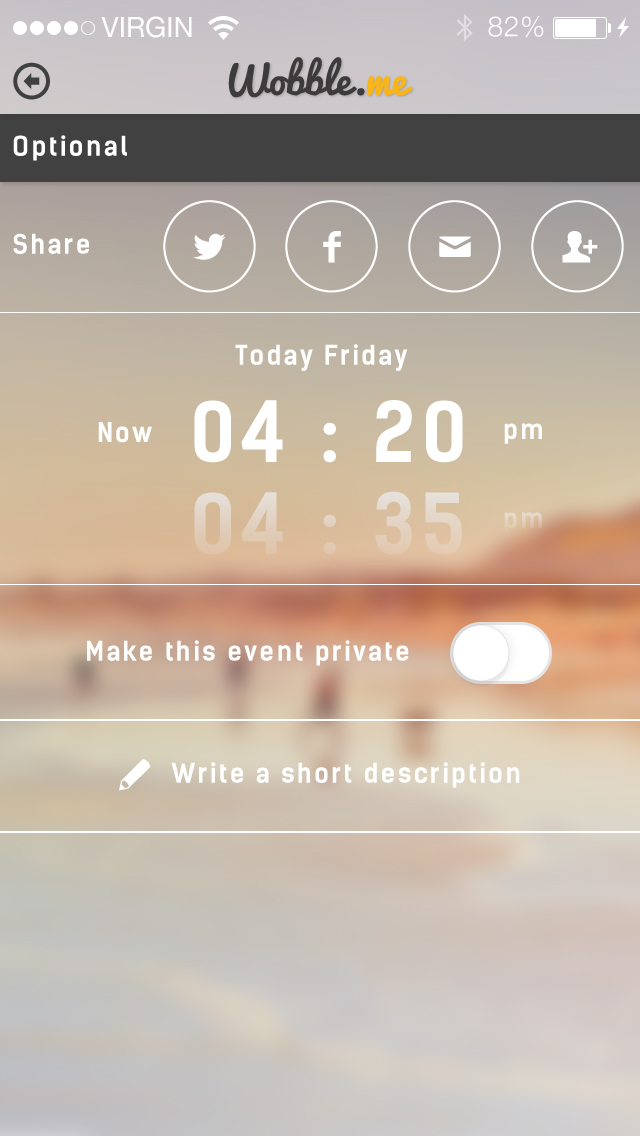 VIRGIN 82%
Wobble.me
Optional
Share
Today Friday
Now 04 : 20 pm
04 : 35 pm
Make this event private
Write a short description